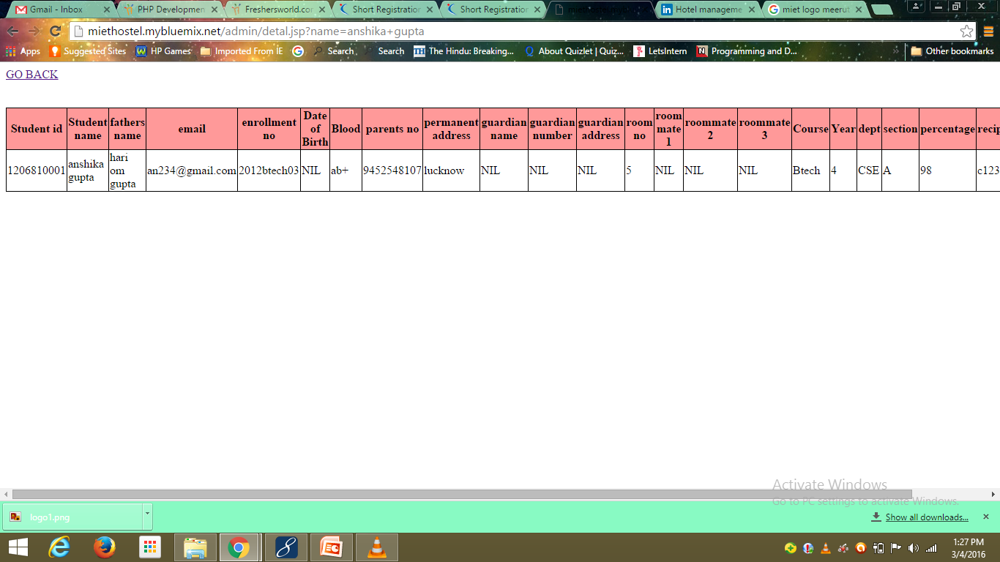 Gmail - Inbox
PHP Developmen
Freshersworld.cor
Short Registration
Short Registration
Hotel manageme
miet logo meerut
miethostel.mybluemix.net/admin/detal.jsp?name=anshika+gupta
Apps Suggested Sites HP Games Imported From IE Search Search The Hindu: Breaking... About Quizlet | Quiz... LetsIntern Programming and D... » Other bookmarks
GO BACK
Student id
Student
name
fathers
name
email
enrollment
no
Date
of
Birth
Blood
parents no
permanent
address
guardian
name
guardian
number
guardian
address
room
no
room
mate
1
roommate
2
roommate
3
Course
Year
dept
section
percentage
recip
1206810001
anshika
gupta
hari
om
gupta
an234@gmail.com
2012btech03
NIL
ab+
9452548107
lucknow
NIL
NIL
NIL
5
NIL
NIL
NIL
Btech
4
CSE
A
98
c123
Activate Windows
Go to PC settings to activate Windows.
logo1.png
Show all downloads...
1:27 PM
3/4/2016